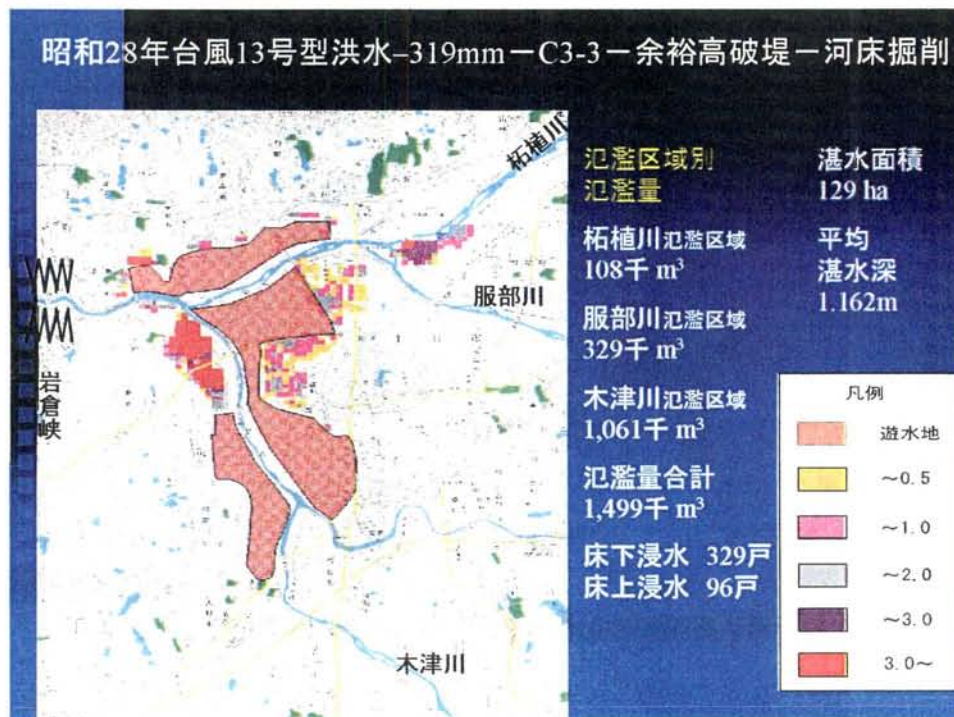 昭和28年台風13号型洪水–319mm－C3-3－余裕高破堤－河床掘削
柘植川
服部川
岩倉峡
木津川
氾濫区域別
氾濫量
柘植川氾濫区域
108千 m³
服部川氾濫区域
329千 m³
木津川氾濫区域
1,061千 m³
氾濫量合計
1,499千 m³
床下浸水 329戸
床上浸水 96戸
湛水面積
129 ha
平均
湛水深
1.162m
凡例
遊水地
～0.5
～1.0
～2.0
～3.0
3.0～